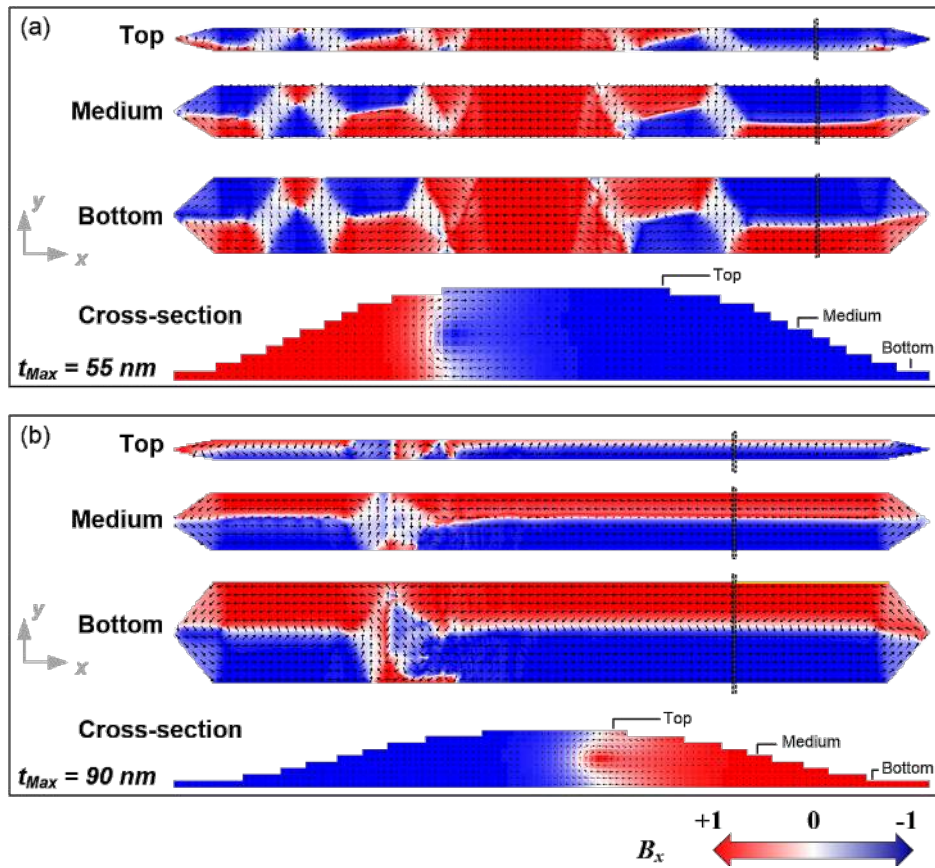 (a)
Top
Medium
Bottom
y
x
Cross-section
Top
Medium
Bottom
tMax = 55 nm
(b)
Top
Medium
Bottom
y
x
Cross-section
Top
Medium
Bottom
tMax = 90 nm
+1 0 -1
Bx